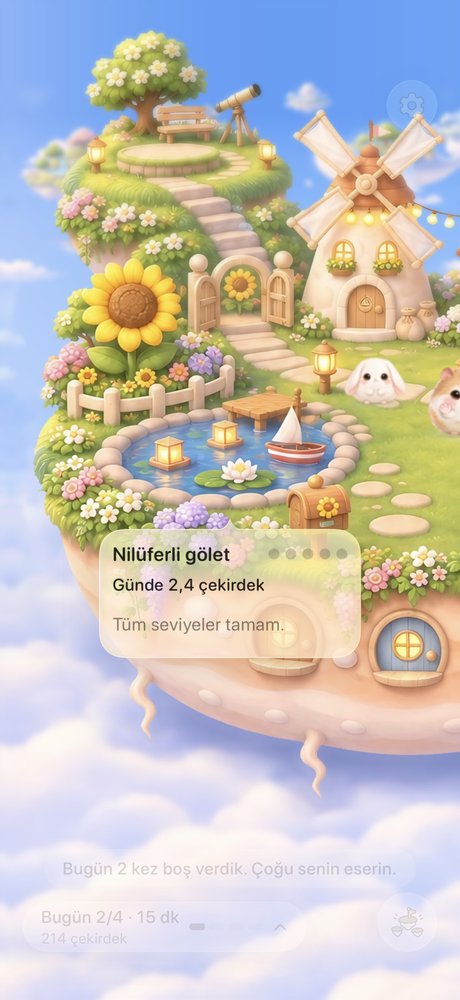 Nilüferli gölet
Günde 2,4 çekirdek
Tüm seviyeler tamam.
Bugün 2 kez boş verdik. Çoğu senin eserin.
Bugün 2/4 · 15 dk
214 çekirdek